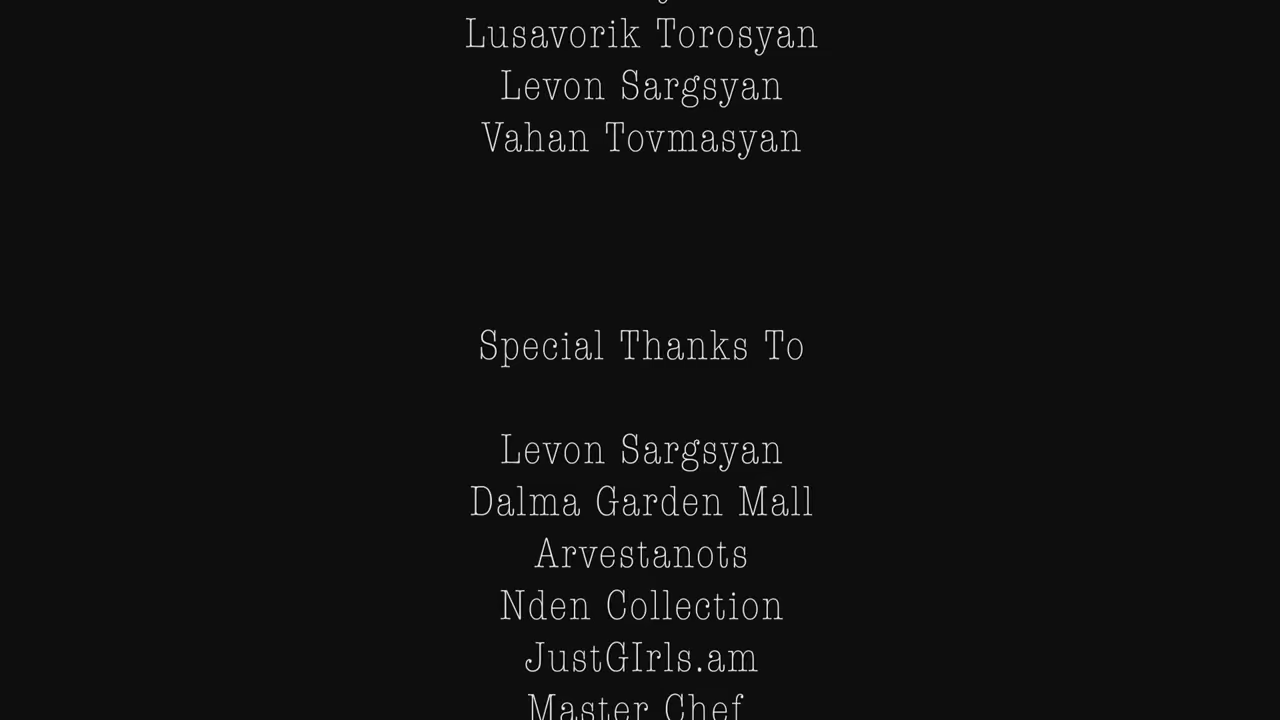 Lusavorik Torosyan
Levon Sargsyan
Vahan Tovmasyan
Special Thanks To
Levon Sargsyan
Dalma Garden Mall
Arvestanots
Nden Collection
JustGIrls.am
Master Chef